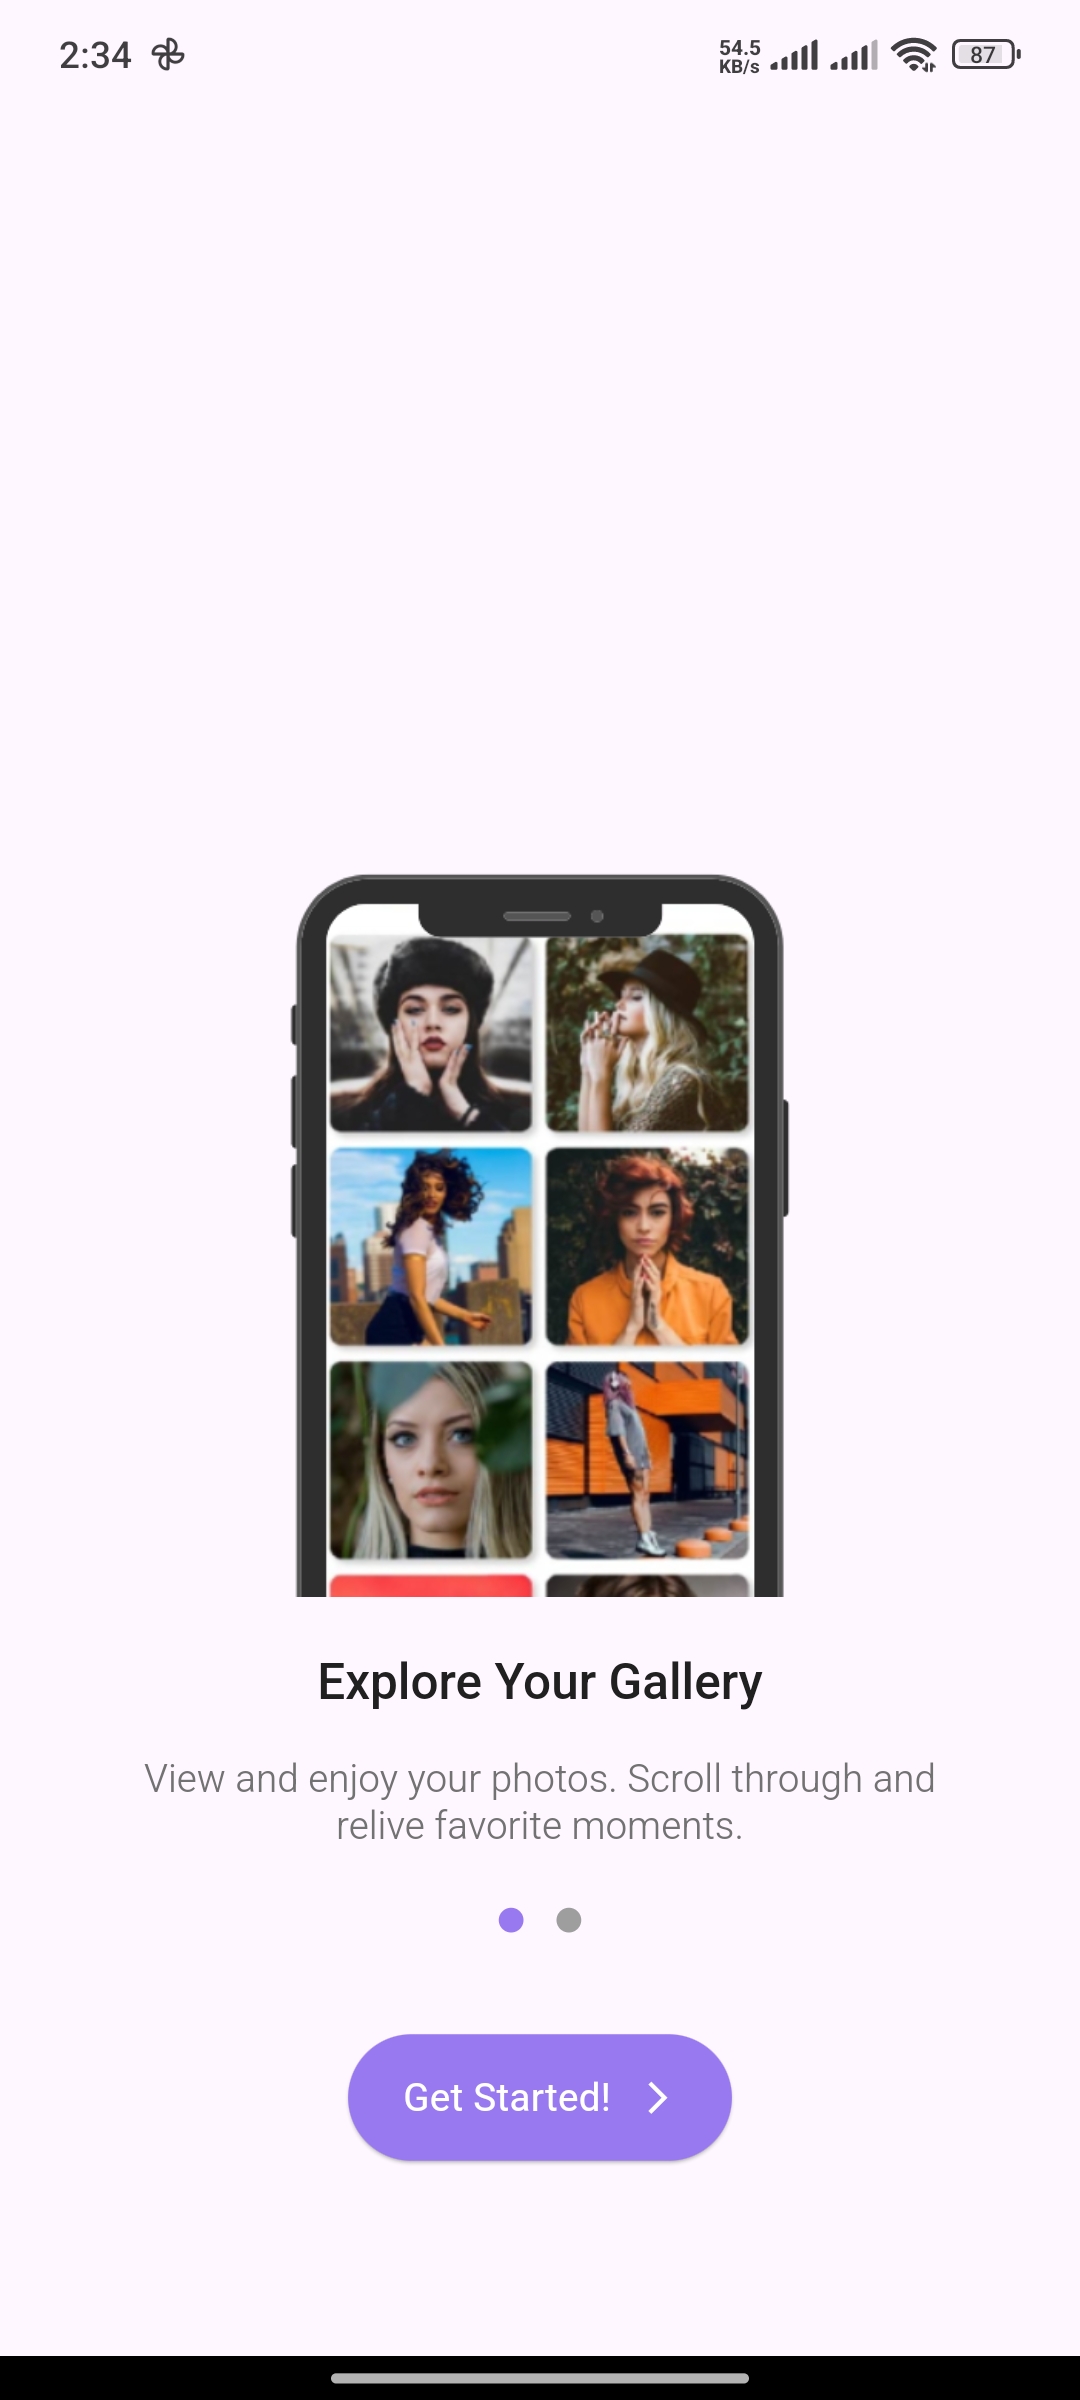 2:34
54.5
KB/s
87
Explore Your Gallery
View and enjoy your photos. Scroll through and
relive favorite moments.
Get Started!